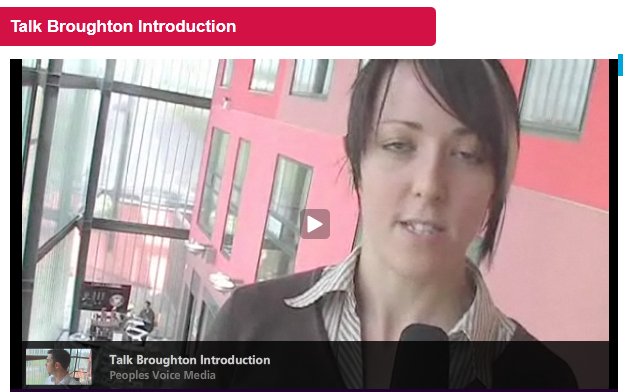 Talk Broughton Introduction
Talk Broughton Introduction
Peoples Voice Media